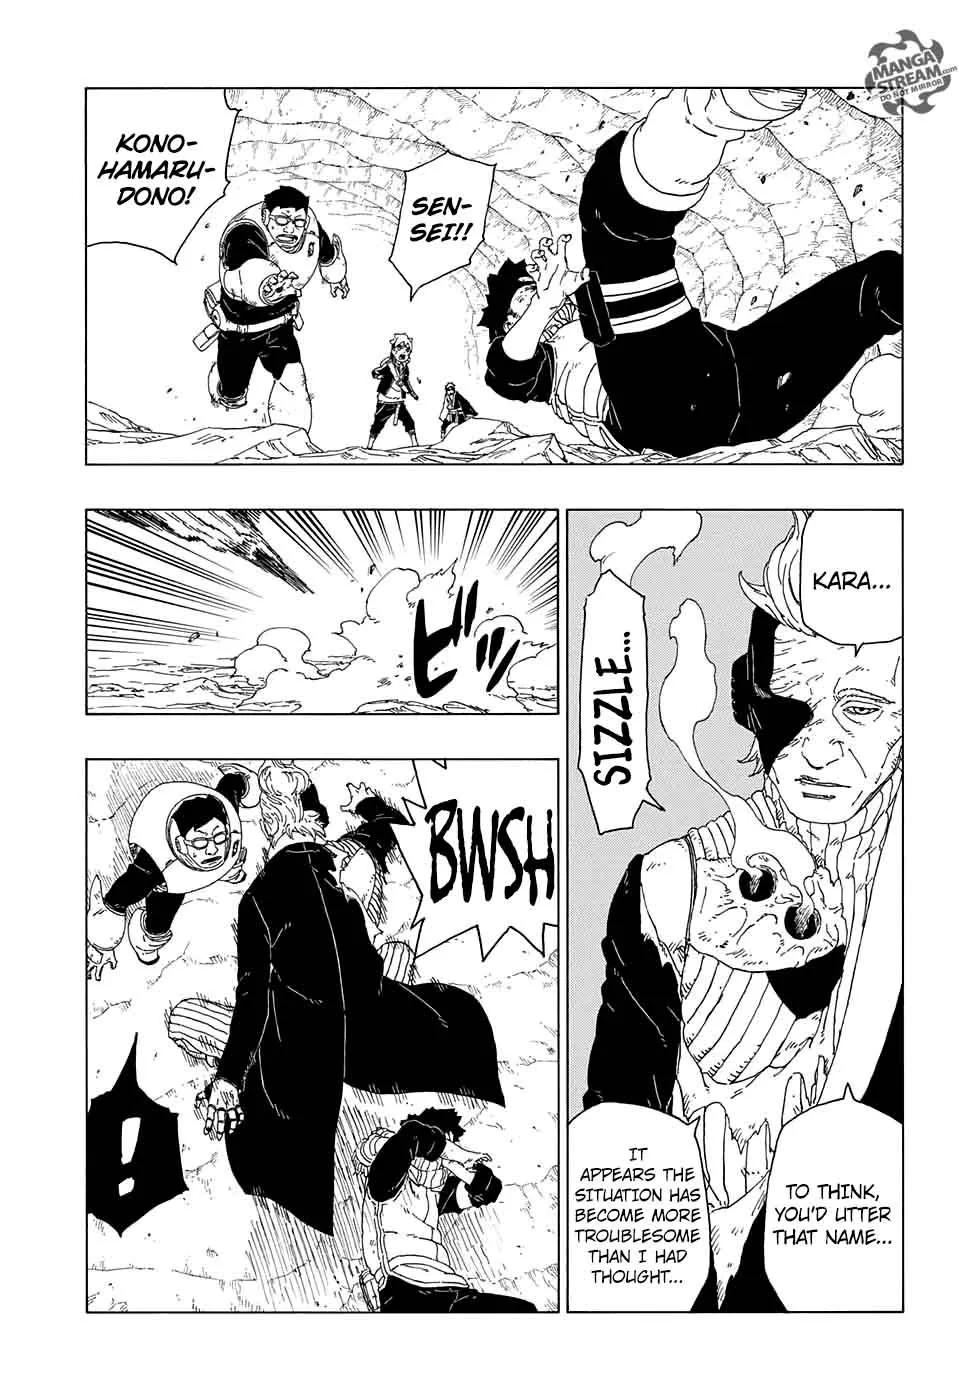 MANGA
STREAM.com
DO NOT MIRROR
SEN-
SEI!!
KONO-
HAMARU-
DONO!
KARA...
SIZZLE...
TO THINK,
YOU'D UTTER
THAT NAME...
IT
APPEARS THE
SITUATION HAS
BECOME MORE
TROUBLESOME
THAN I HAD
THOUGHT...
ビッ
BWSH
!